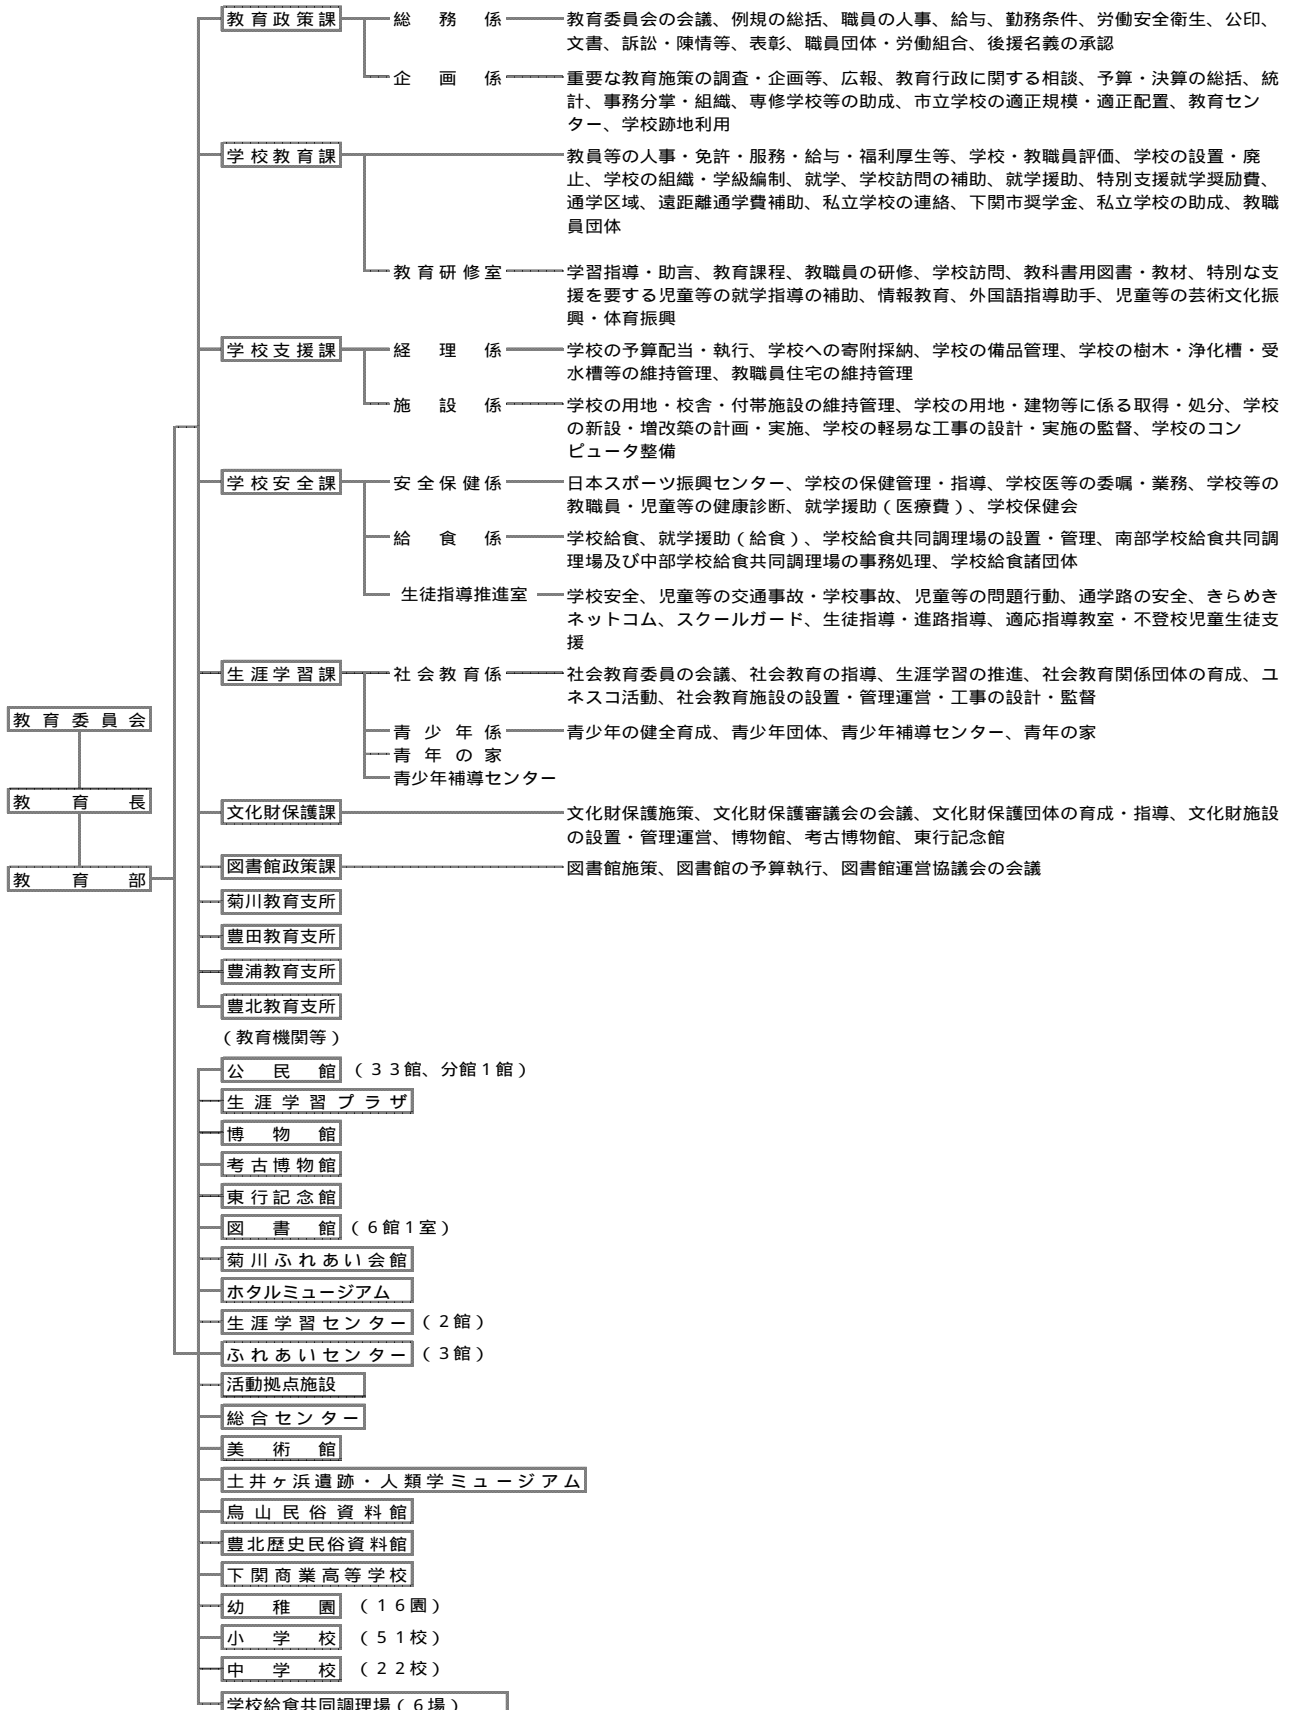 教育政策課 総務係 教育委員会の会議、例規の総括、職員の人事、給与、勤務条件、労働安全衛生、公印、
文書、訴訟・陳情等、表彰、職員団体・労働組合、後援名義の承認
企画係 重要な教育施策の調査・企画等、広報、教育行政に関する相談、予算・決算の総括、統
計、事務分掌・組織、専修学校等の助成、市立学校の適正規模・適正配置、教育セン
ター、学校跡地利用
学校教育課 教員等の人事・免許・服務・給与・福利厚生等、学校・教職員評価、学校の設置・廃
止、学校の組織・学級編制、就学、学校訪問の補助、就学援助、特別支援就学奨励費、
通学区域、遠距離通学費補助、私立学校の連絡、下関市奨学金、私立学校の助成、教職
員団体
教育研修室 学習指導・助言、教育課程、教職員の研修、学校訪問、教科書用図書・教材、特別な支
援を要する児童等の就学指導の補助、情報教育、外国語指導助手、児童等の芸術文化振
興・体育振興
学校支援課 経理係 学校の予算配当・執行、学校への寄附採納、学校の備品管理、学校の樹木・浄化槽・受
水槽等の維持管理、教職員住宅の維持管理
施設係 学校の用地・校舎・付帯施設の維持管理、学校の用地・建物等に係る取得・処分、学校
の新設・増改築の計画・実施、学校の軽易な工事の設計・実施の監督、学校のコン
ピュータ整備
学校安全課 安全保健係 日本スポーツ振興センター、学校の保健管理・指導、学校医等の委嘱・業務、学校等の
教職員・児童等の健康診断、就学援助（医療費）、学校保健会
給食係 学校給食、就学援助（給食）、学校給食共同調理場の設置・管理、南部学校給食共同調
理場及び中部学校給食共同調理場の事務処理、学校給食諸団体
生徒指導推進室 学校安全、児童等の交通事故・学校事故、児童等の問題行動、通学路の安全、きらめき
ネットコム、スクールガード、生徒指導・進路指導、適応指導教室・不登校児童生徒支
援
生涯学習課 社会教育係 社会教育委員の会議、社会教育の指導、生涯学習の推進、社会教育関係団体の育成、ユ
ネスコ活動、社会教育施設の設置・管理運営・工事の設計・監督
教育委員会
青少年係 青少年の健全育成、青少年団体、青少年補導センター、青年の家
青年の家
青少年補導センター
教育長
文化財保護課 文化財保護施策、文化財保護審議会の会議、文化財保護団体の育成・指導、文化財施設
の設置・管理運営、博物館、考古博物館、東行記念館
図書館政策課 図書館施策、図書館の予算執行、図書館運営協議会の会議
教育部
菊川教育支所
豊田教育支所
豊浦教育支所
豊北教育支所
（教育機関等）
公民館（３３館、分館１館）
生涯学習プラザ
博物館
考古博物館
東行記念館
図書館（６館１室）
菊川ふれあい会館
ホタルミュージアム
生涯学習センター（２館）
ふれあいセンター（３館）
活動拠点施設
総合センター
美術館
土井ヶ浜遺跡・人類学ミュージアム
烏山民俗資料館
豊北歴史民俗資料館
下関商業高等学校
幼稚園（１６園）
小学校（５１校）
中学校（２２校）
学校給食共同調理場（６場）